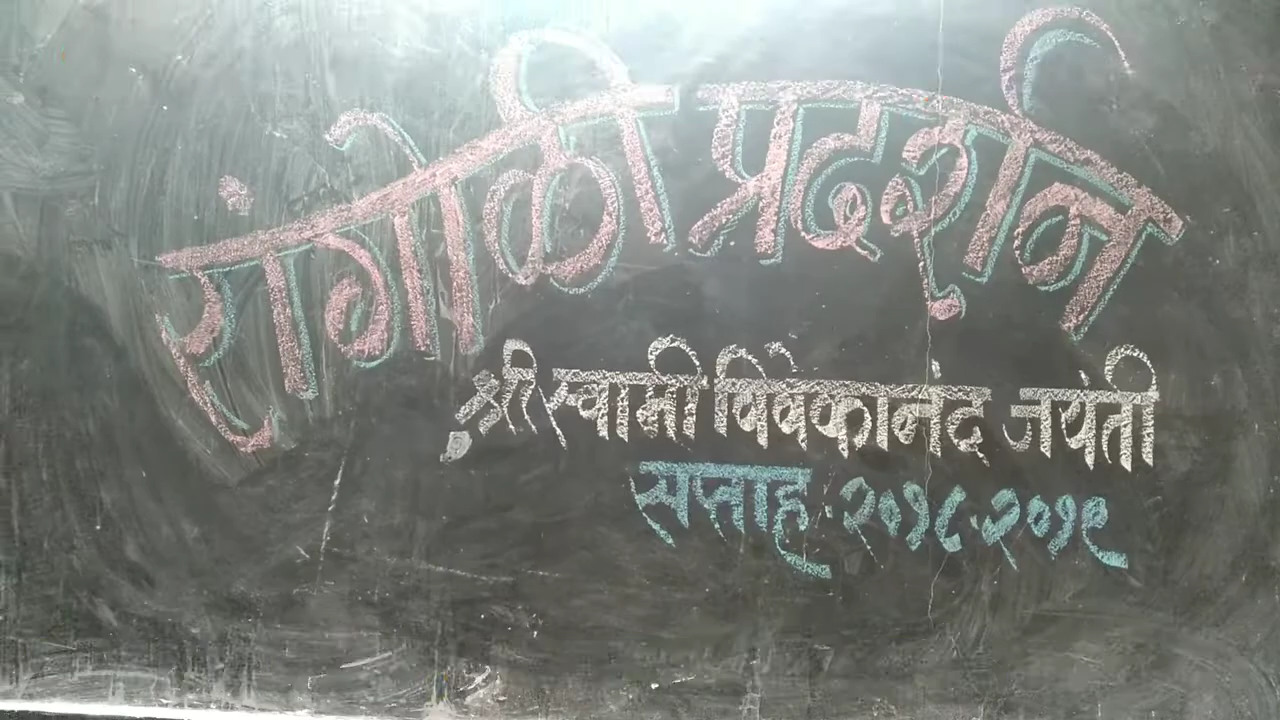 रांगोळी प्रदर्शन
श्री स्वामी विवेकानंद जयंती
सप्ताह.२०१८.२०१९